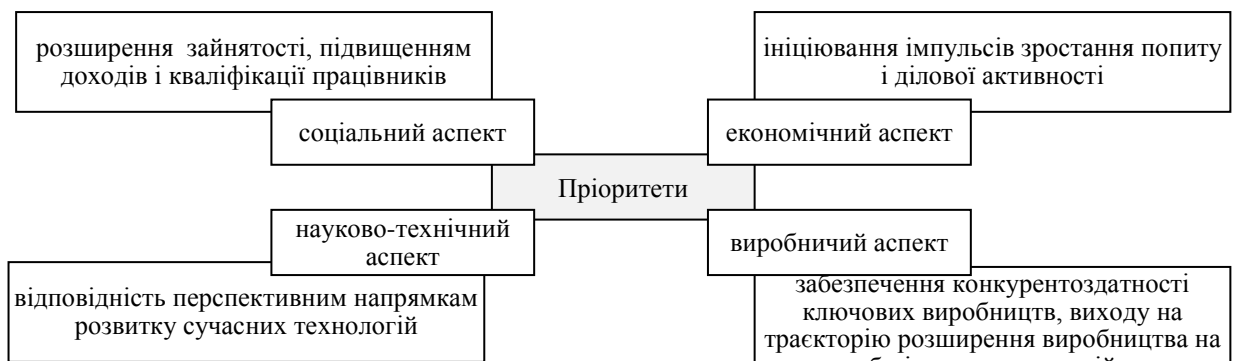 розширення зайнятості, підвищенням
доходів і кваліфікації працівників
ініціювання імпульсів зростання попиту
і ділової активності
соціальний аспект
економічний аспект
Пріоритети
науково-технічний
аспект
виробничий аспект
відповідність перспективним напрямкам
розвитку сучасних технологій
забезпечення конкурентоздатності
ключових виробництв, виходу на
траєкторію розширення виробництва на